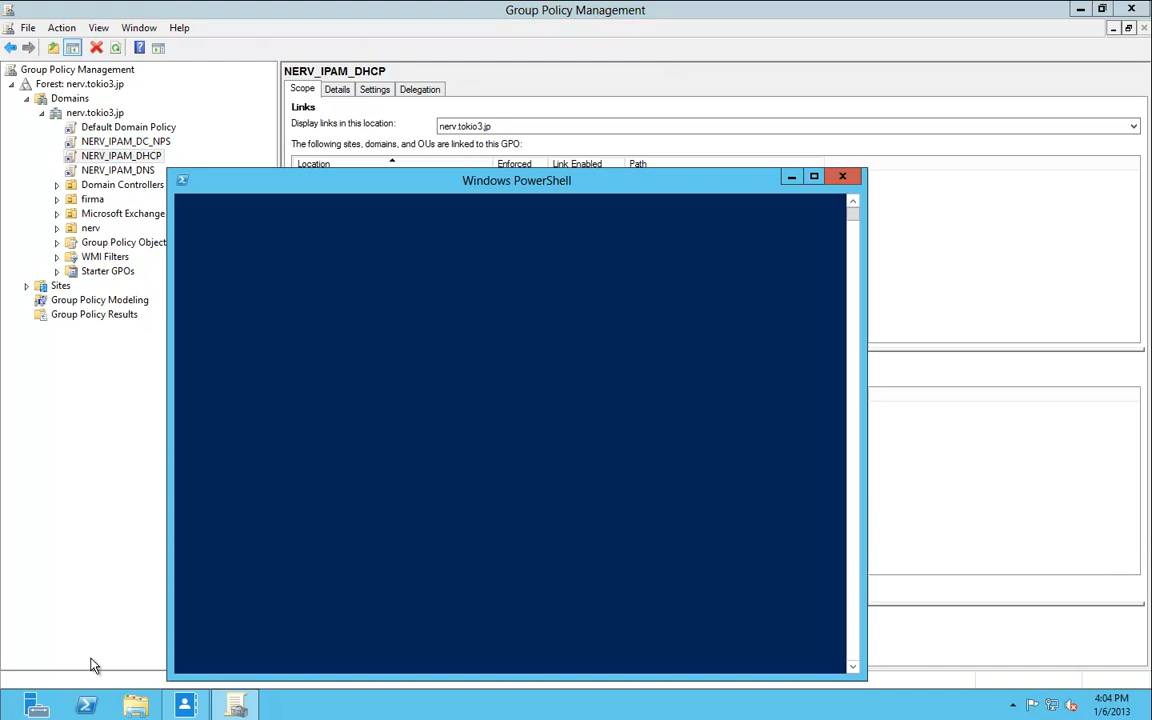 Group Policy Management
File Action View Window Help
Group Policy Management
Forest: nerv.tokio3.jp
Domains
nerv.tokio3.jp
Default Domain Policy
NERV_IPAM_DC_NPS
NERV_IPAM_DHCP
NERV_IPAM_DNS
Domain Controllers
firma
Microsoft Exchange
nerv
Group Policy Object
WMI Filters
Starter GPOs
Sites
Group Policy Modeling
Group Policy Results
NERV_IPAM_DHCP
Scope Details Settings Delegation
Links
Display links in this location: nerv.tokio3.jp
The following sites, domains, and OUs are linked to this GPO:
Location Enforced Link Enabled Path
Windows PowerShell
4:04 PM
1/6/2013